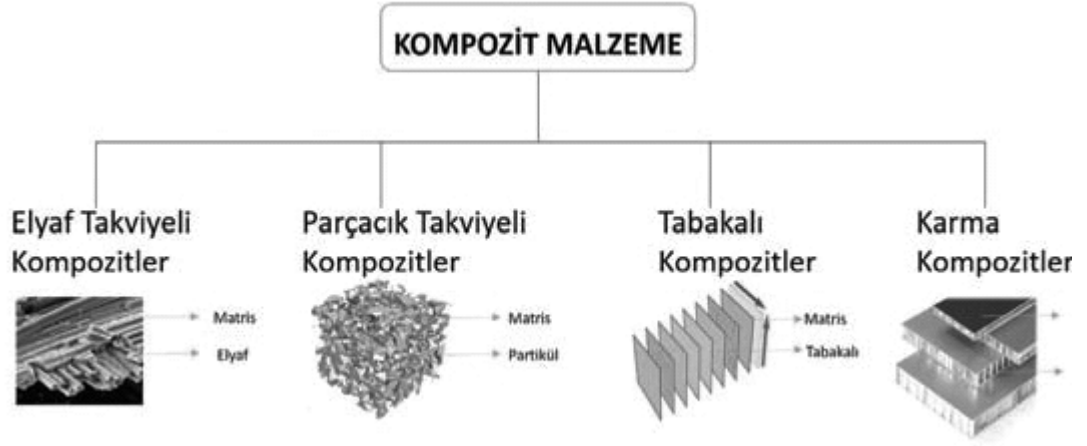 KOMPOZİT MALZEME
Elyaf Takviyeli
Kompozitler
Parçacık Takviyeli
Kompozitler
Tabakalı
Kompozitler
Karma
Kompozitler
Matris
Elyaf
Matris
Partikül
Matris
Tabakalı